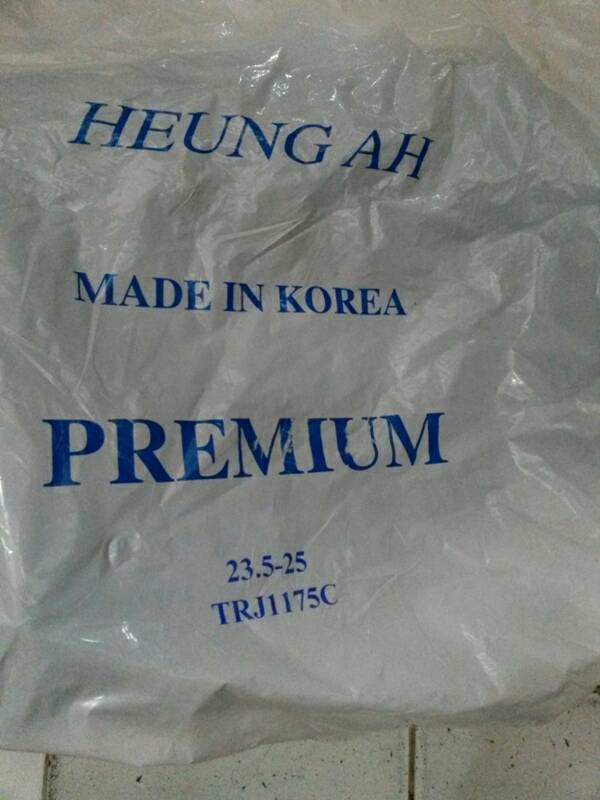 HEUNG AH
MADE IN KOREA
PREMIUM
23.5-25
TRJ1175C